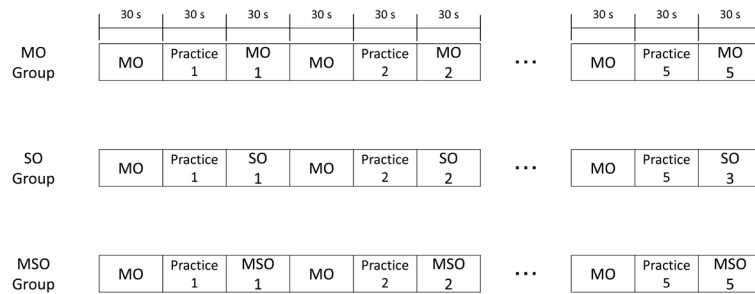 30 s 30 s 30 s 30 s 30 s 30 s 30 s 30 s 30 s
MO Group MO Practice 1 MO 1 MO Practice 2 MO 2 ... MO Practice 5 MO 5
SO Group MO Practice 1 SO 1 MO Practice 2 SO 2 ... MO Practice 5 SO 3
MSO Group MO Practice 1 MSO 1 MO Practice 2 MSO 2 ... MO Practice 5 MSO 5